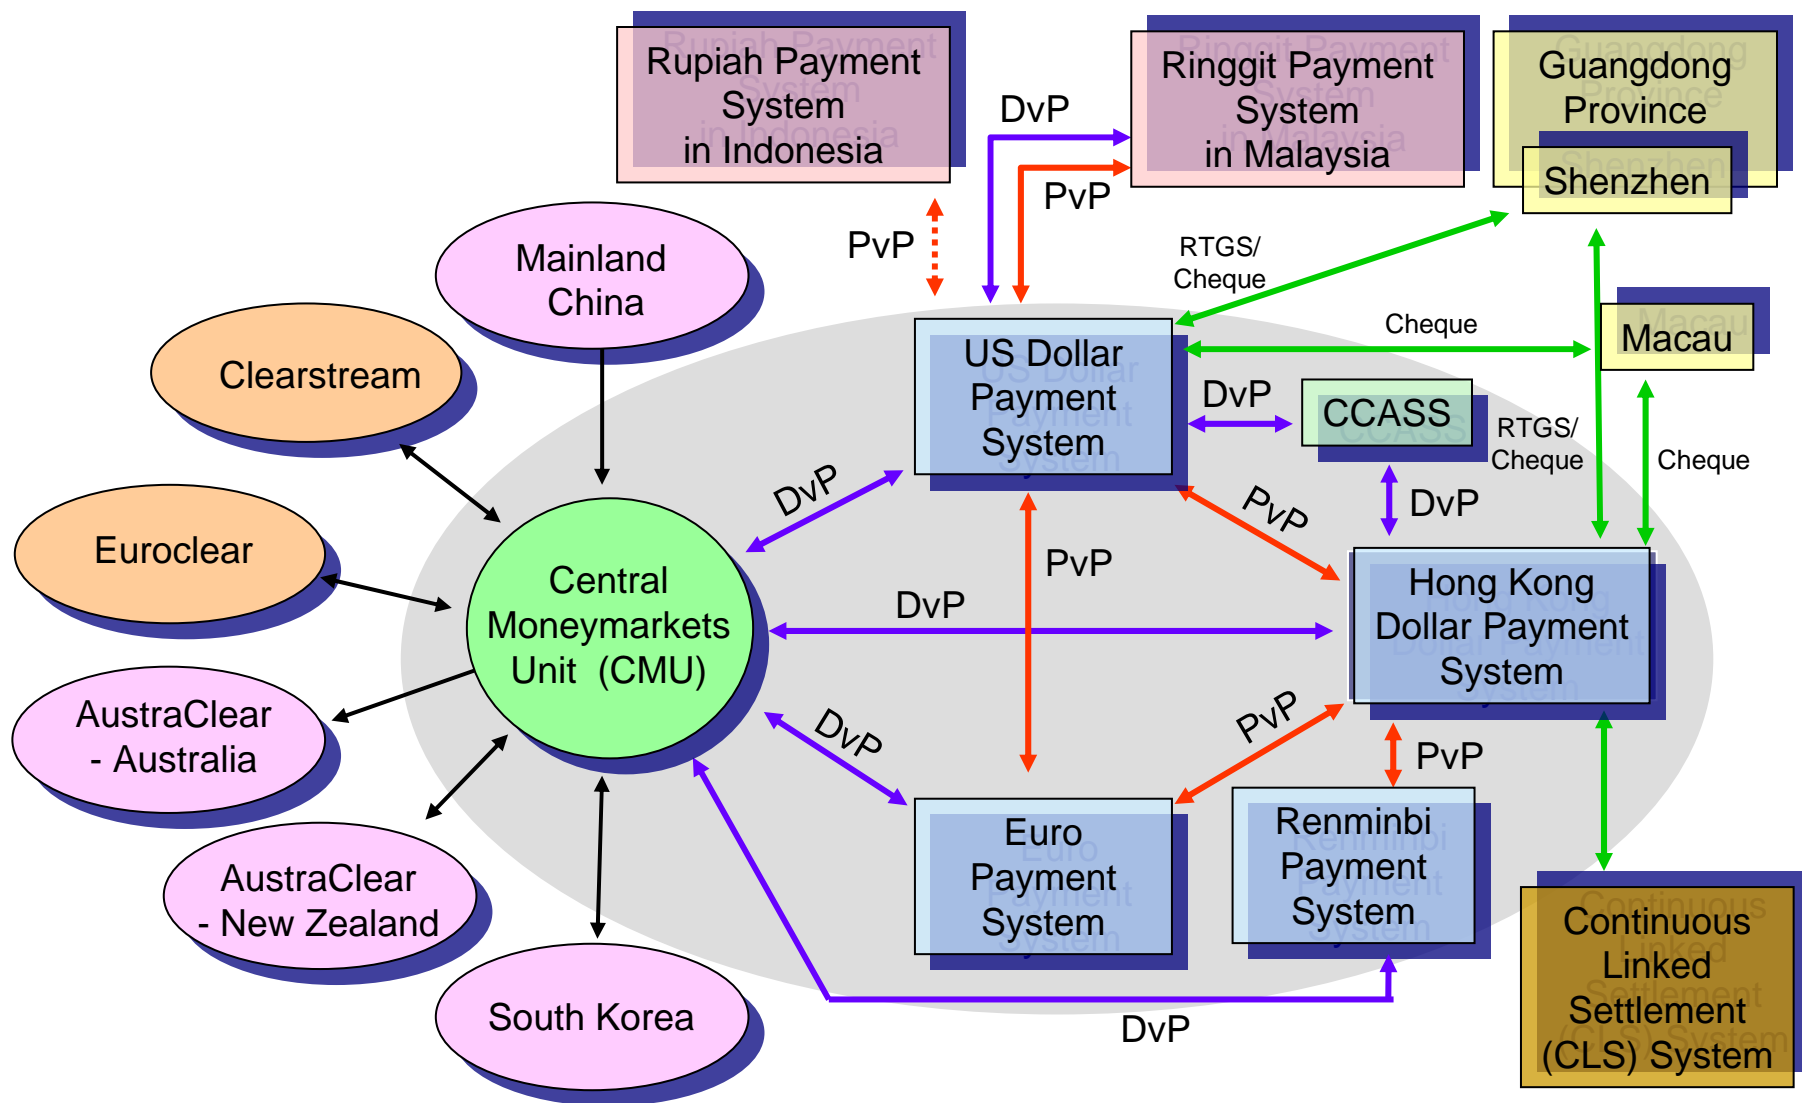 Rupiah Payment
System
in Indonesia
Ringgit Payment
System
in Malaysia
Guangdong
Province
Shenzhen
DvP
PvP
PvP
RTGS/
Cheque
Mainland
China
Clearstream
Euroclear
AustraClear
- Australia
AustraClear
- New Zealand
South Korea
Central
Moneymarkets
Unit (CMU)
US Dollar
Payment
System
Cheque
Macau
DvP
CCASS
RTGS/
Cheque
Cheque
DvP
DvP
PvP
PvP
DvP
Hong Kong
Dollar Payment
System
DvP
PvP
PvP
Euro
Payment
System
Renminbi
Payment
System
DvP
Continuous
Linked
Settlement
(CLS) System